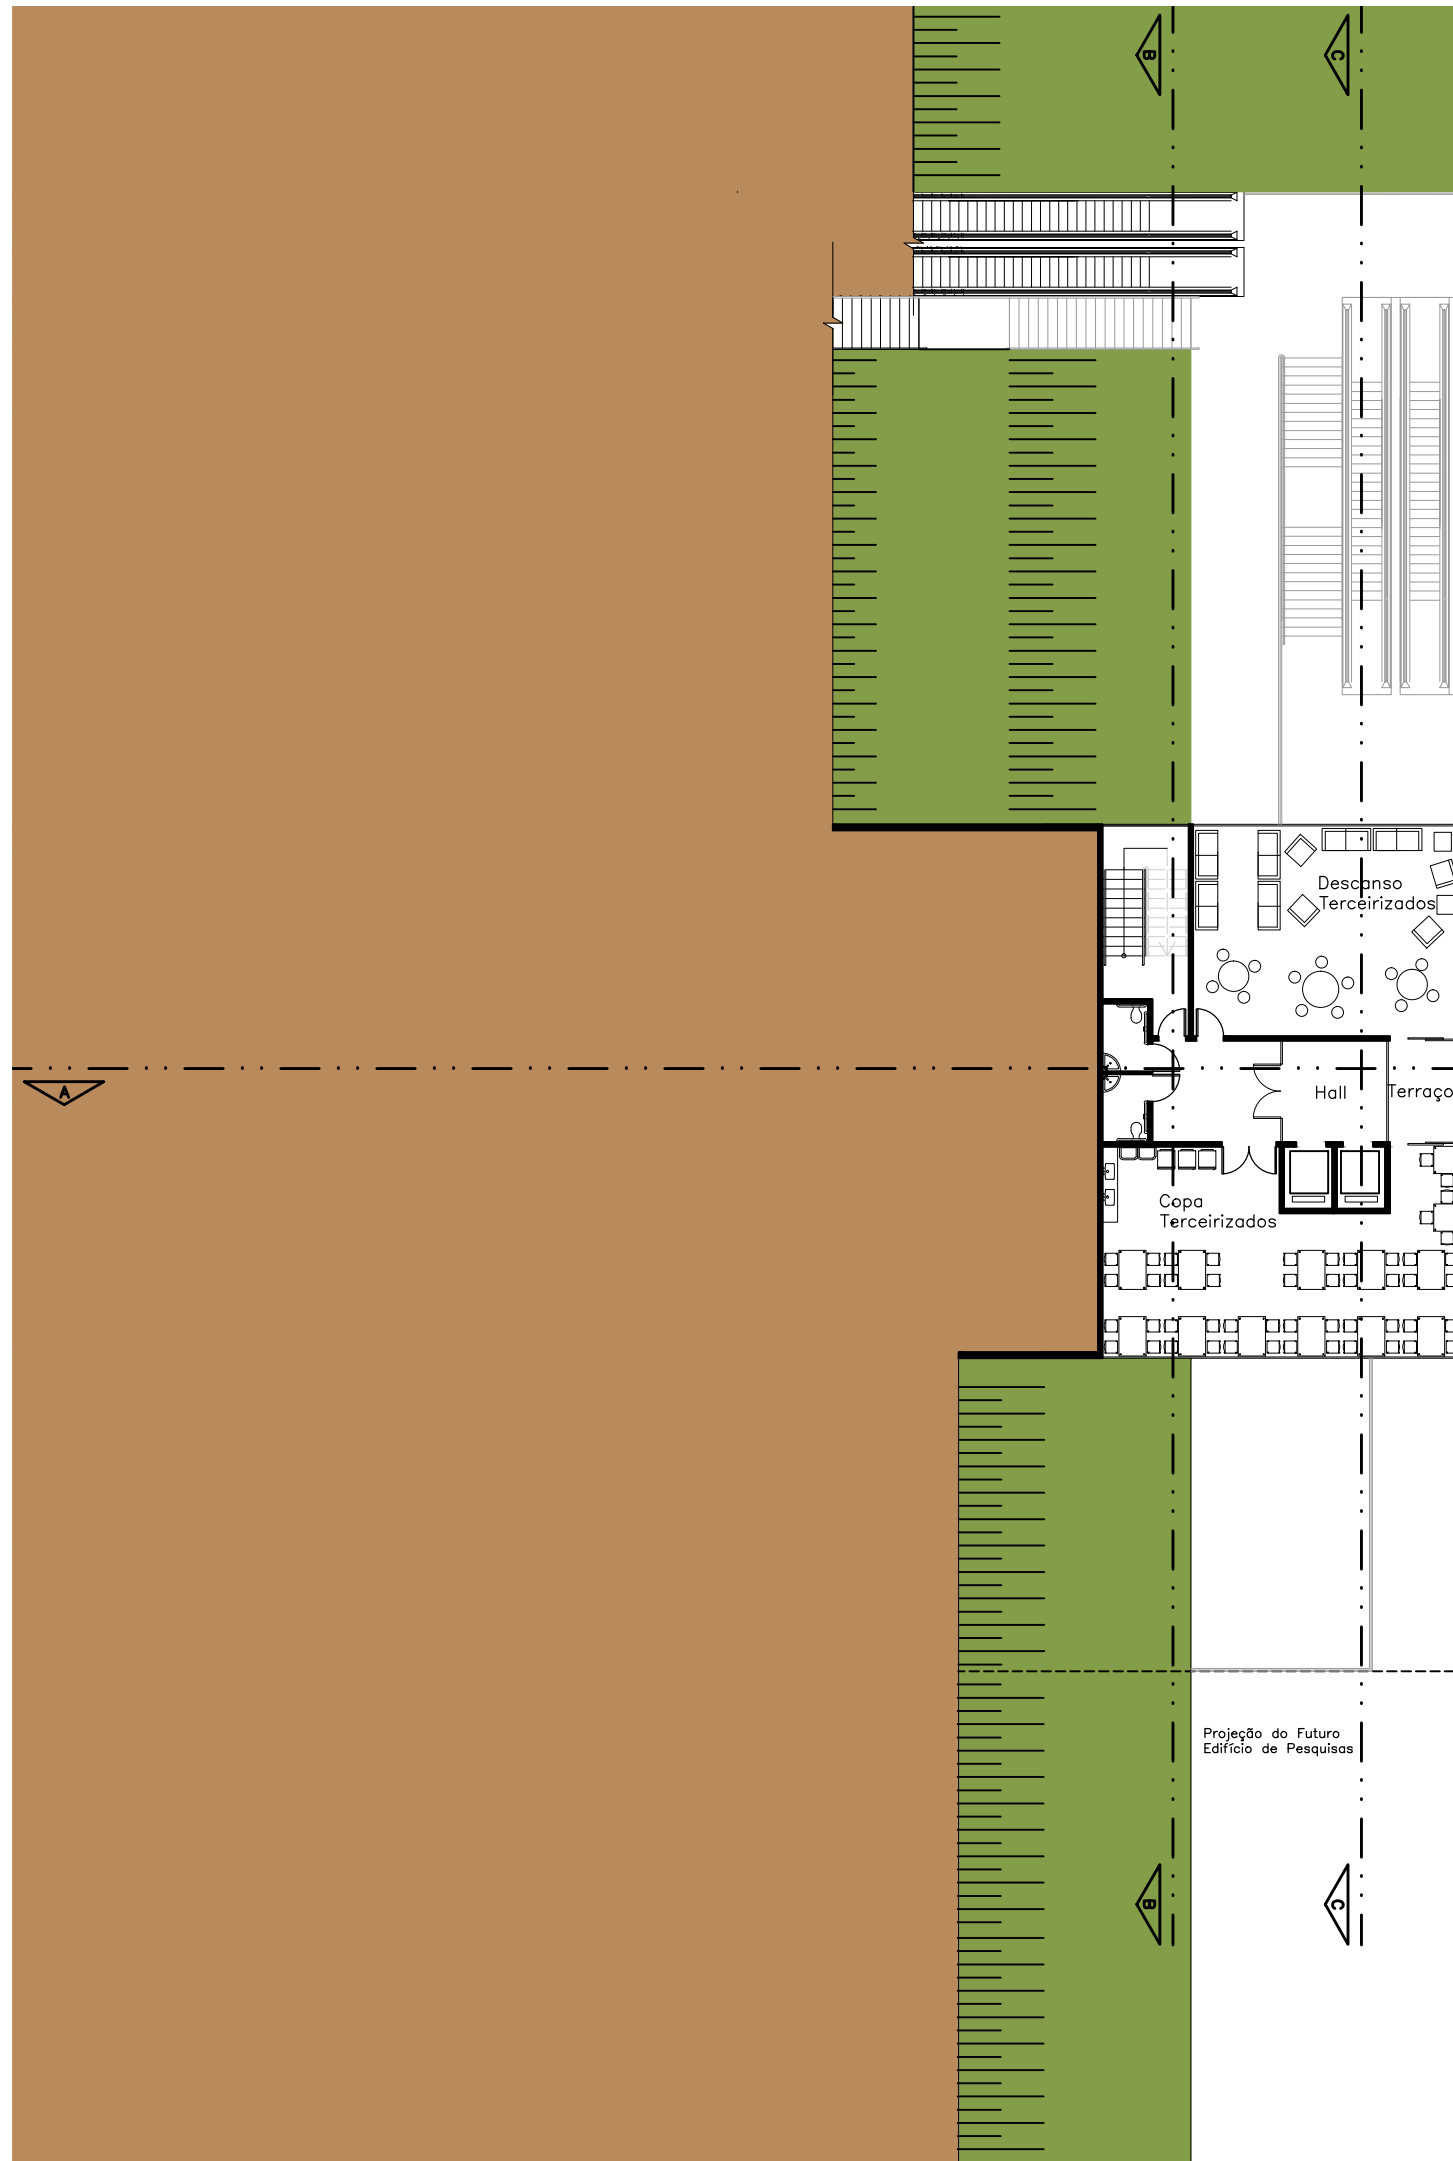 B
C
Descanso
Terceirizados
A
Hall
Terraço
Copa
Terceirizados
Projeção do Futuro
Edifício de Pesquisas
B
C